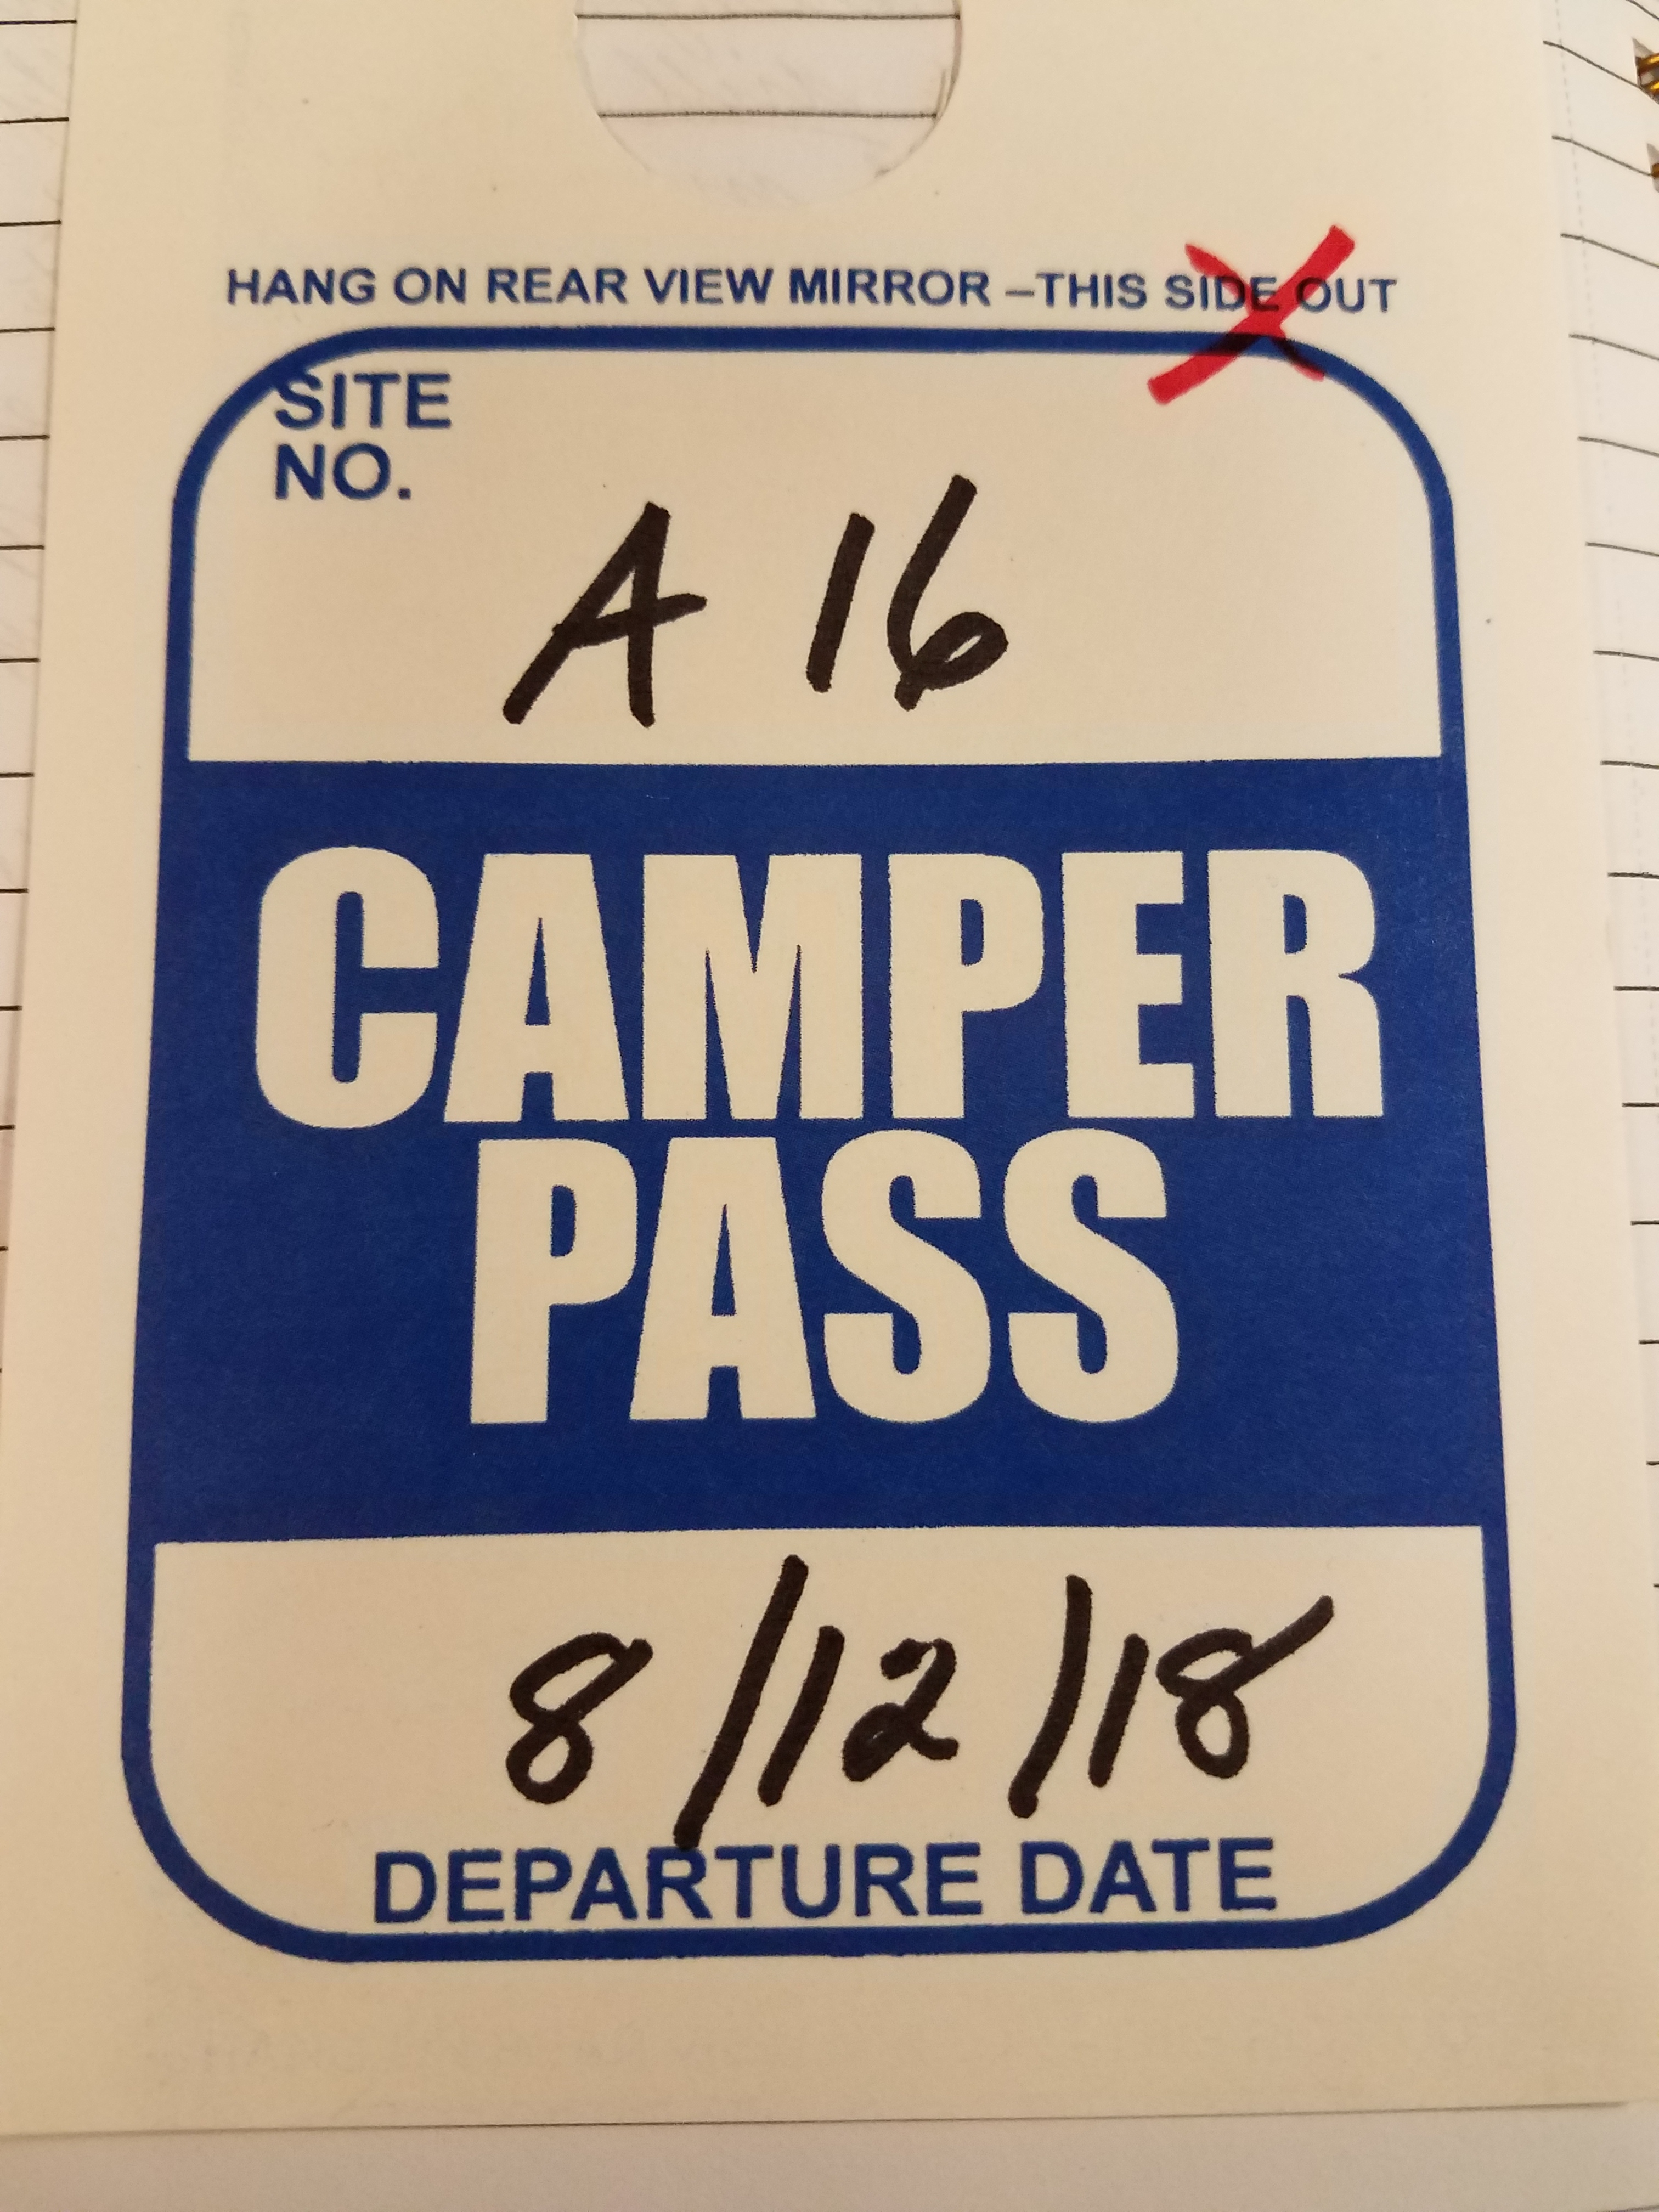 HANG ON REAR VIEW MIRROR –THIS SIDE OUT
SITE
NO.
A 16
CAMPER
PASS
8/12/18
DEPARTURE DATE